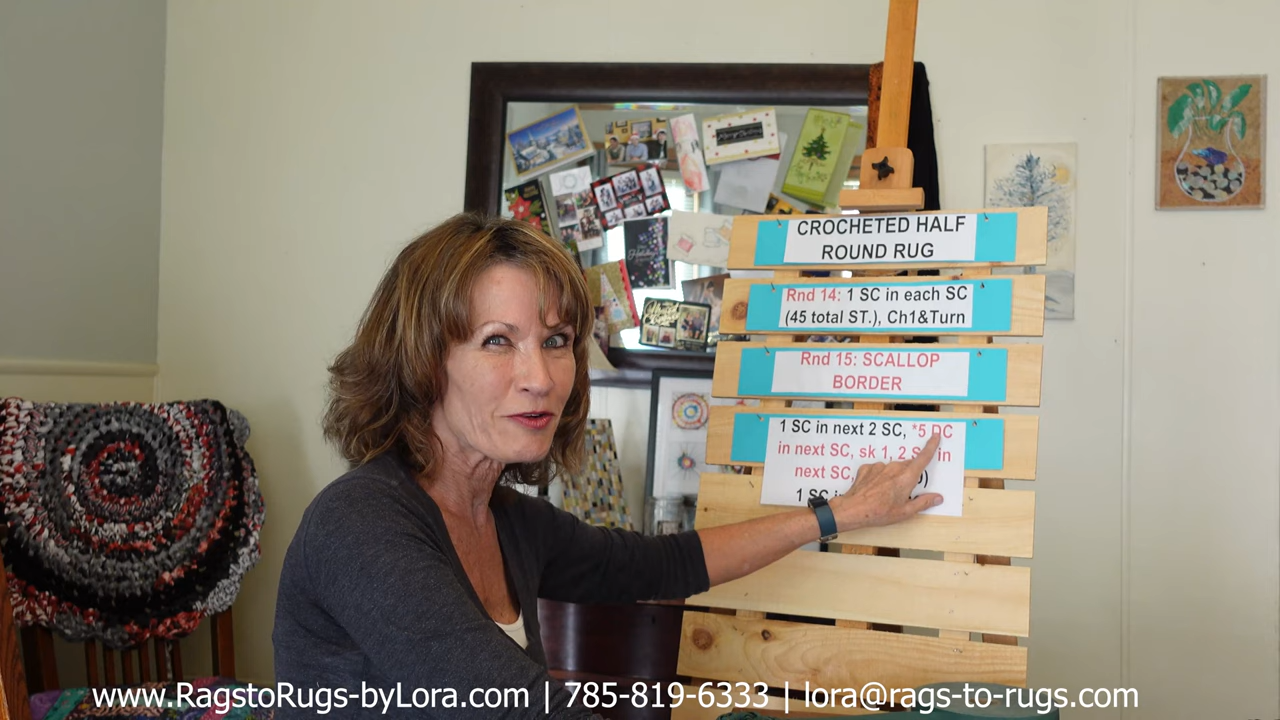 CROCHETED HALF
ROUND RUG
Rnd 14: 1 SC in each SC
(45 total ST.), Ch1&Turn
Rnd 15: SCALLOP
BORDER
1 SC in next 2 SC, *5 DC
in next SC, sk 1, 2 in
next SC,
1 SC
www.RagstoRugs-byLora.com | 785-819-6333 | lora@rags-to-rugs.com